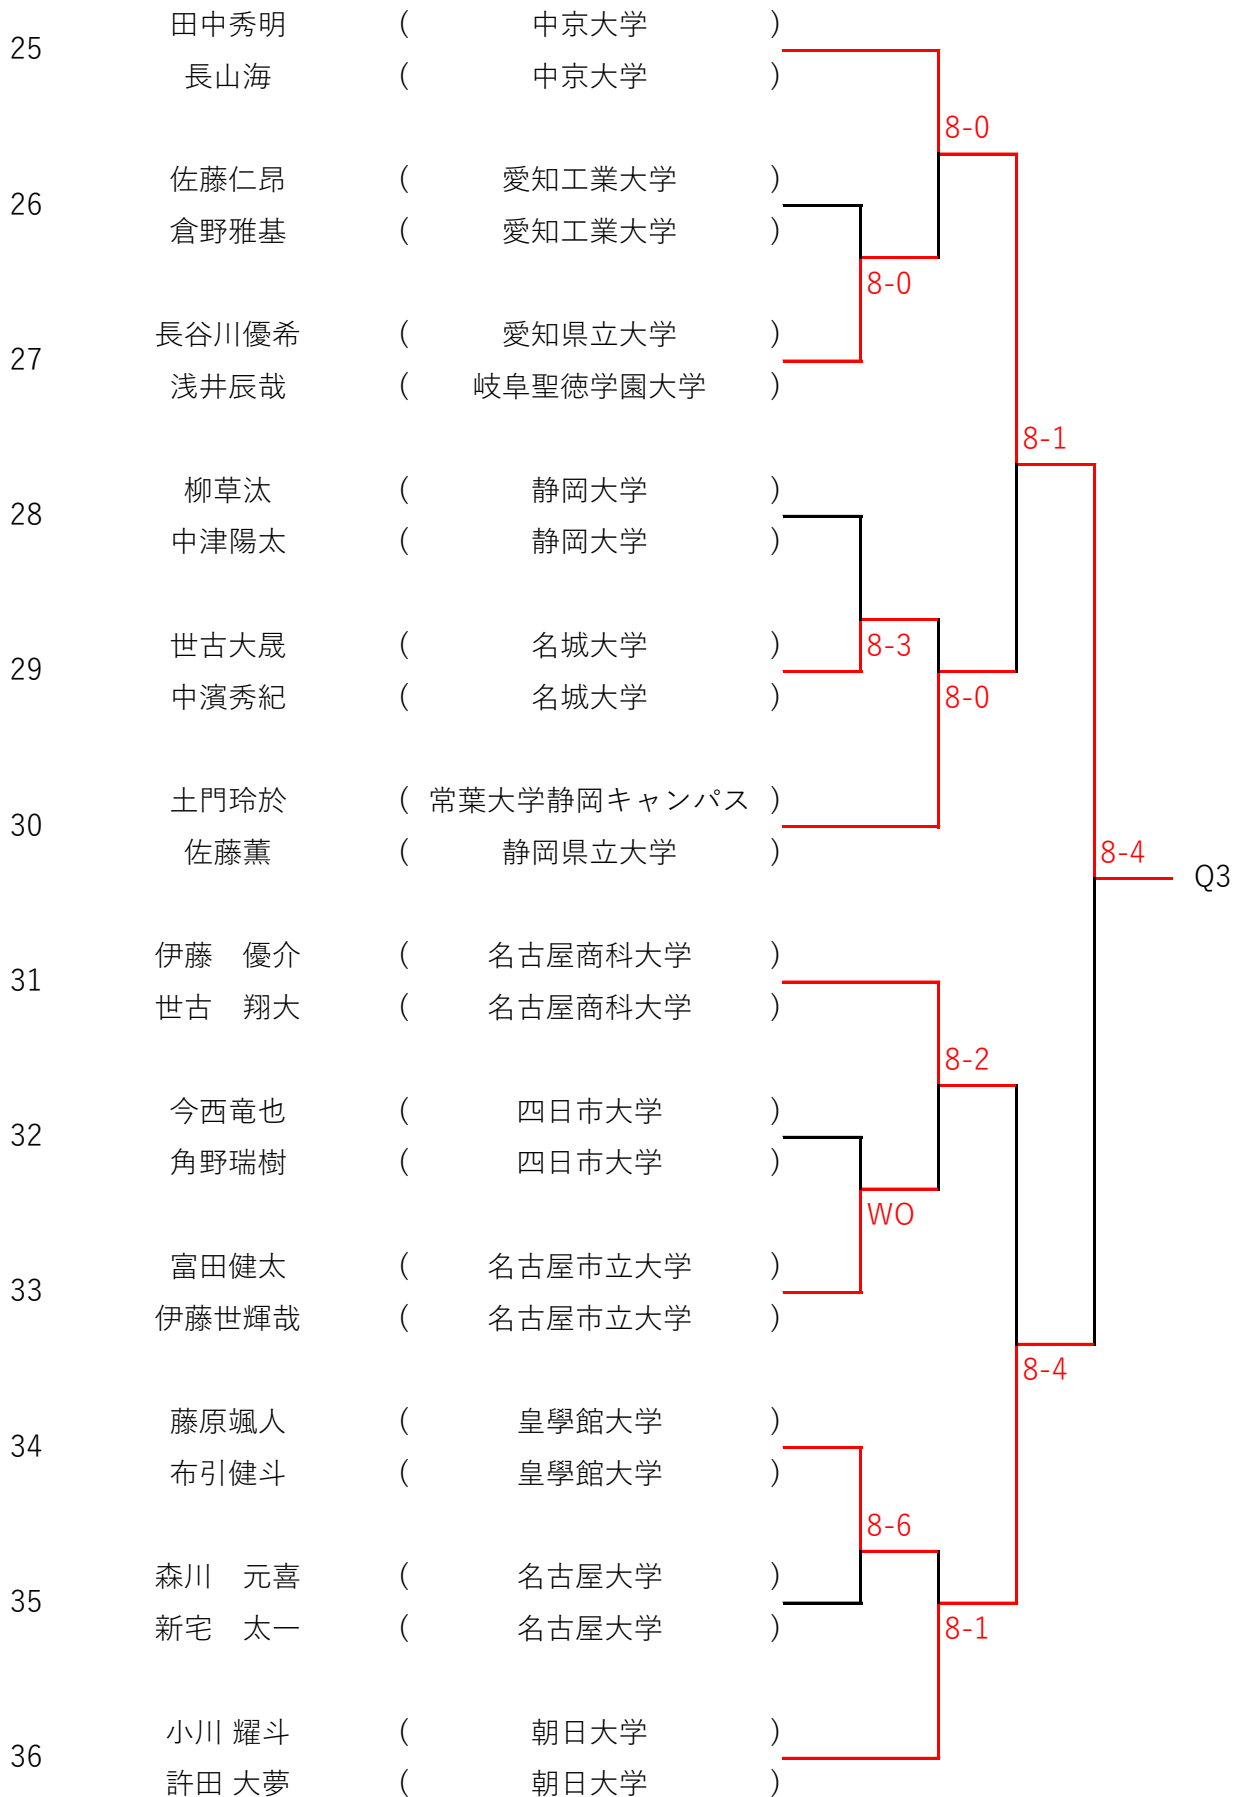 田中秀明 ( 中京大学 )
25
長山海 ( 中京大学 )
8-0
佐藤仁昂 ( 愛知工業大学 )
26
倉野雅基 ( 愛知工業大学 )
8-0
長谷川優希 ( 愛知県立大学 )
27
浅井辰哉 ( 岐阜聖徳学園大学 )
8-1
柳草汰 ( 静岡大学 )
28
中津陽太 ( 静岡大学 )
世古大晟 ( 名城大学 )
8-3
29
中濱秀紀 ( 名城大学 )
8-0
土門玲於 ( 常葉大学静岡キャンパス )
30
佐藤薫 ( 静岡県立大学 )
8-4
Q3
伊藤　優介 ( 名古屋商科大学 )
31
世古　翔大 ( 名古屋商科大学 )
8-2
今西竜也 ( 四日市大学 )
32
角野瑞樹 ( 四日市大学 )
WO
富田健太 ( 名古屋市立大学 )
33
伊藤世輝哉 ( 名古屋市立大学 )
8-4
藤原颯人 ( 皇學館大学 )
34
布引健斗 ( 皇學館大学 )
8-6
森川　元喜 ( 名古屋大学 )
35
新宅　太一 ( 名古屋大学 )
8-1
小川 耀斗 ( 朝日大学 )
36
許田 大夢 ( 朝日大学 )